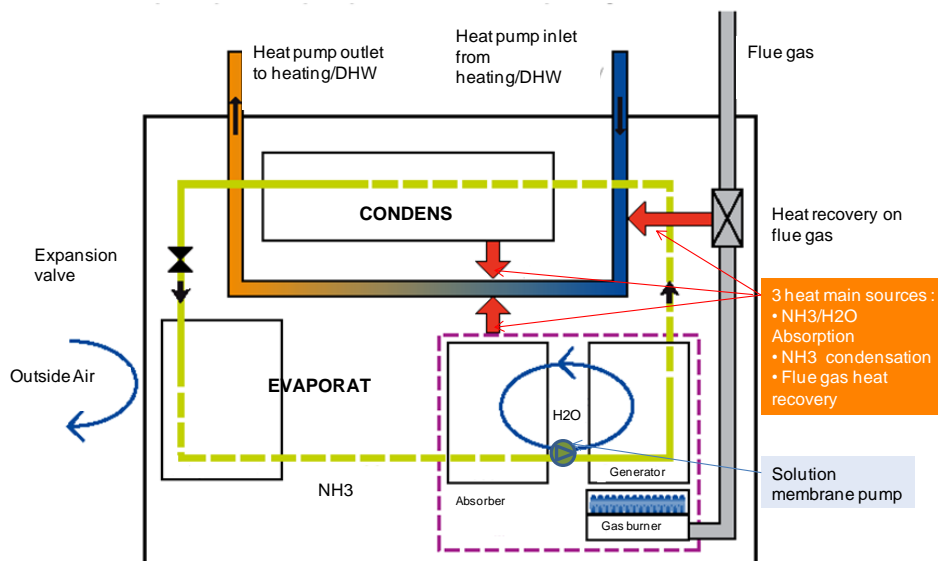 Heat pump outlet
to heating/DHW
Heat pump inlet
from
heating/DHW
Flue gas
CONDENS
Heat recovery on
flue gas
Expansion
valve
3 heat main sources :
• NH3/H2O
Absorption
• NH3 condensation
• Flue gas heat
recovery
Outside Air
EVAPORAT
H2O
Generator
Solution
membrane pump
NH3
Absorber
Gas burner